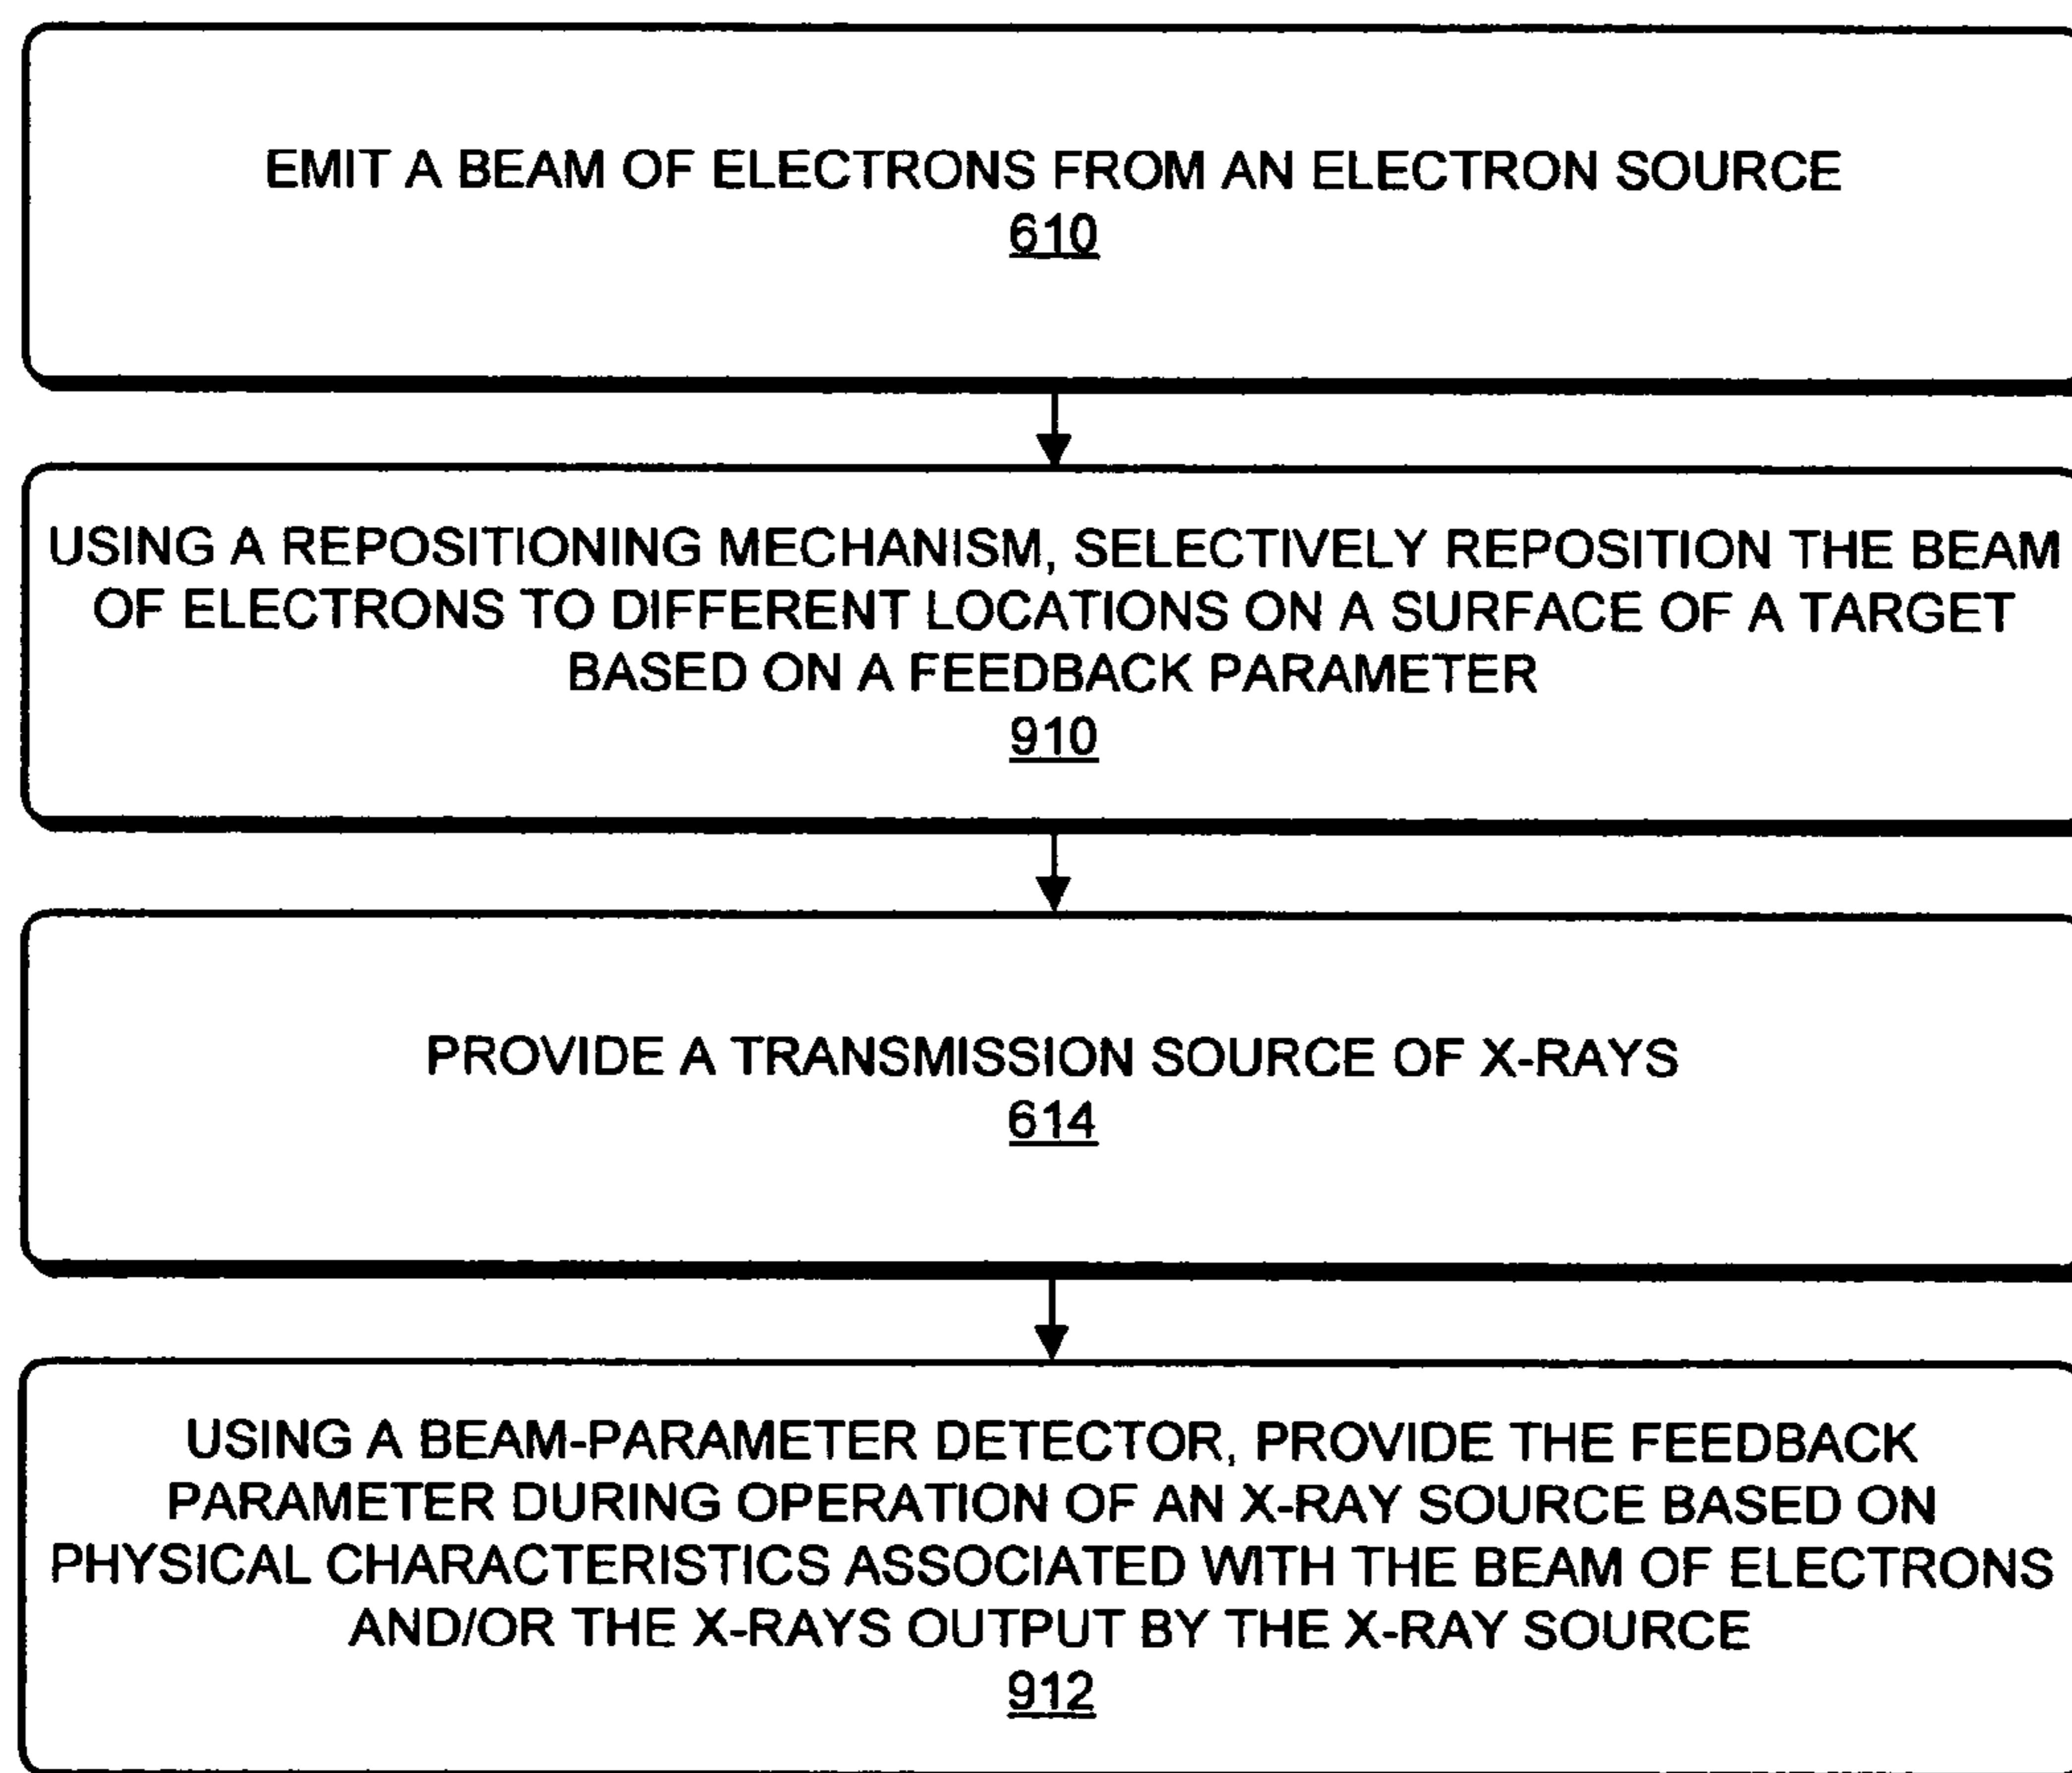 EMIT A BEAM OF ELECTRONS FROM AN ELECTRON SOURCE
610
USING A REPOSITIONING MECHANISM, SELECTIVELY REPOSITION THE BEAM
OF ELECTRONS TO DIFFERENT LOCATIONS ON A SURFACE OF A TARGET
BASED ON A FEEDBACK PARAMETER
910
PROVIDE A TRANSMISSION SOURCE OF X-RAYS
614
USING A BEAM-PARAMETER DETECTOR, PROVIDE THE FEEDBACK
PARAMETER DURING OPERATION OF AN X-RAY SOURCE BASED ON
PHYSICAL CHARACTERISTICS ASSOCIATED WITH THE BEAM OF ELECTRONS
AND/OR THE X-RAYS OUTPUT BY THE X-RAY SOURCE
912